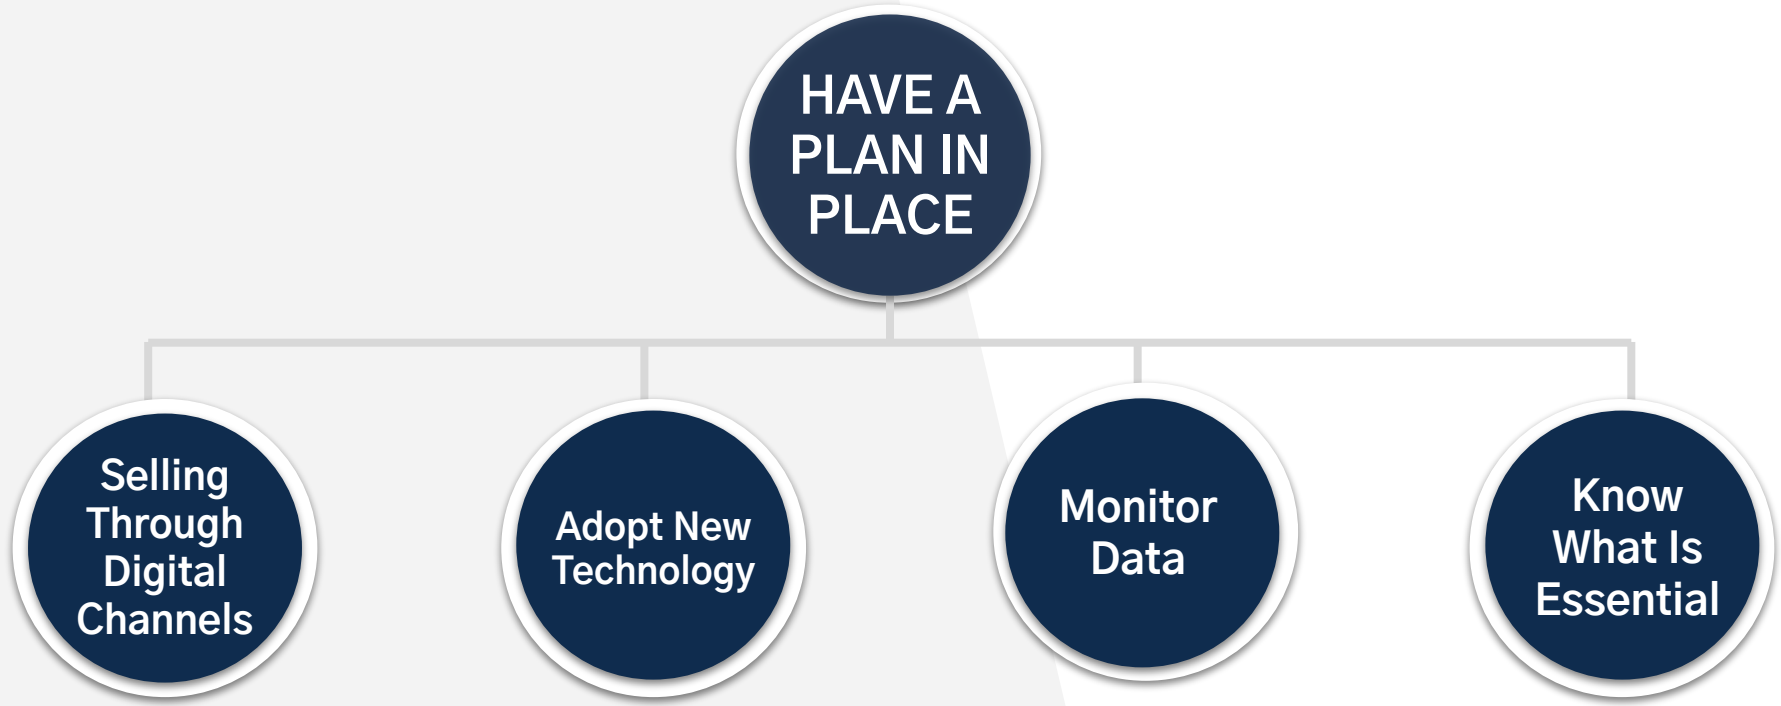 HAVE A
PLAN IN
PLACE
Selling
Through
Digital
Channels
Adopt New
Technology
Monitor
Data
Know
What Is
Essential